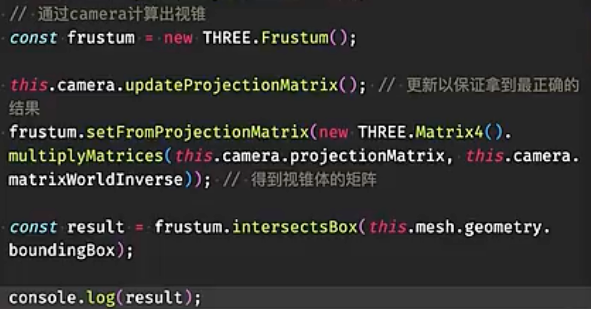 // 通过camera计算出视锥
const frustum = new THREE.Frustum();
this.camera.updateProjectionMatrix(); // 更新以保证拿到最正确的
结果
frustum.setFromProjectionMatrix(new THREE.Matrix4().
multiplyMatrices(this.camera.projectionMatrix, this.camera.
matrixWorldInverse)); // 得到视锥体的矩阵
const result = frustum.intersectsBox(this.mesh.geometry.
boundingBox);
console.log(result);